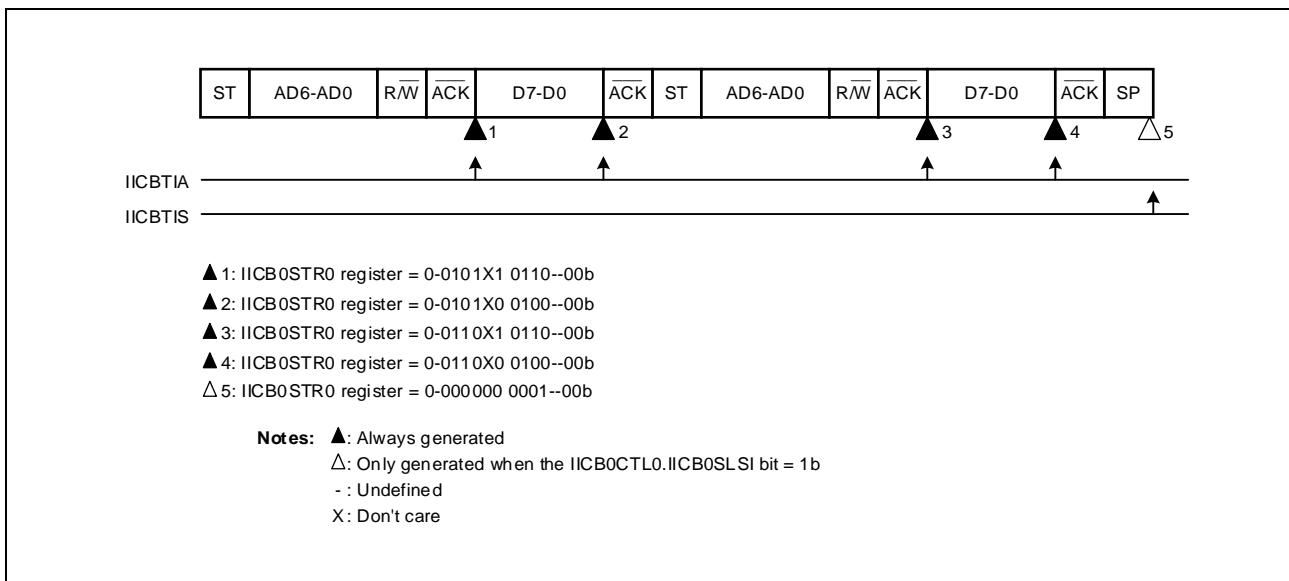 ST AD6-AD0 R/W ACK D7-D0 ACK ST AD6-AD0 R/W ACK D7-D0 ACK SP
▲1 ▲2 ▲3 ▲4 △5
IICBTIA
IICBTIS
▲1: IICB0STR0 register = 0-0101X1 0110--00b
▲2: IICB0STR0 register = 0-0101X0 0100--00b
▲3: IICB0STR0 register = 0-0110X1 0110--00b
▲4: IICB0STR0 register = 0-0110X0 0100--00b
△5: IICB0STR0 register = 0-000000 0001--00b
Notes: ▲: Always generated
△: Only generated when the IICB0CTL0.IICB0SLSI bit = 1b
- : Undefined
X: Don't care